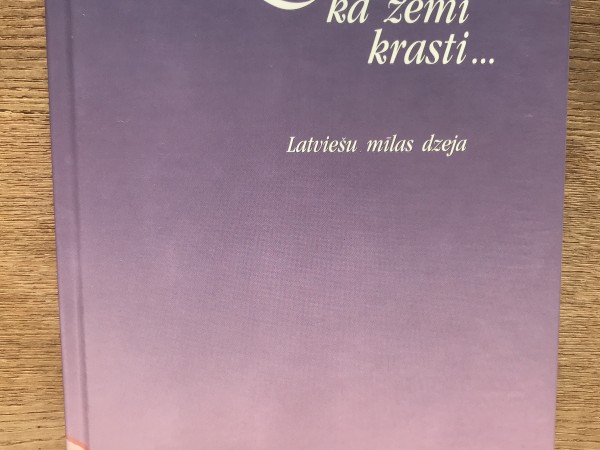 kā zemi
krasti...
Latviešu mīlas dzeja